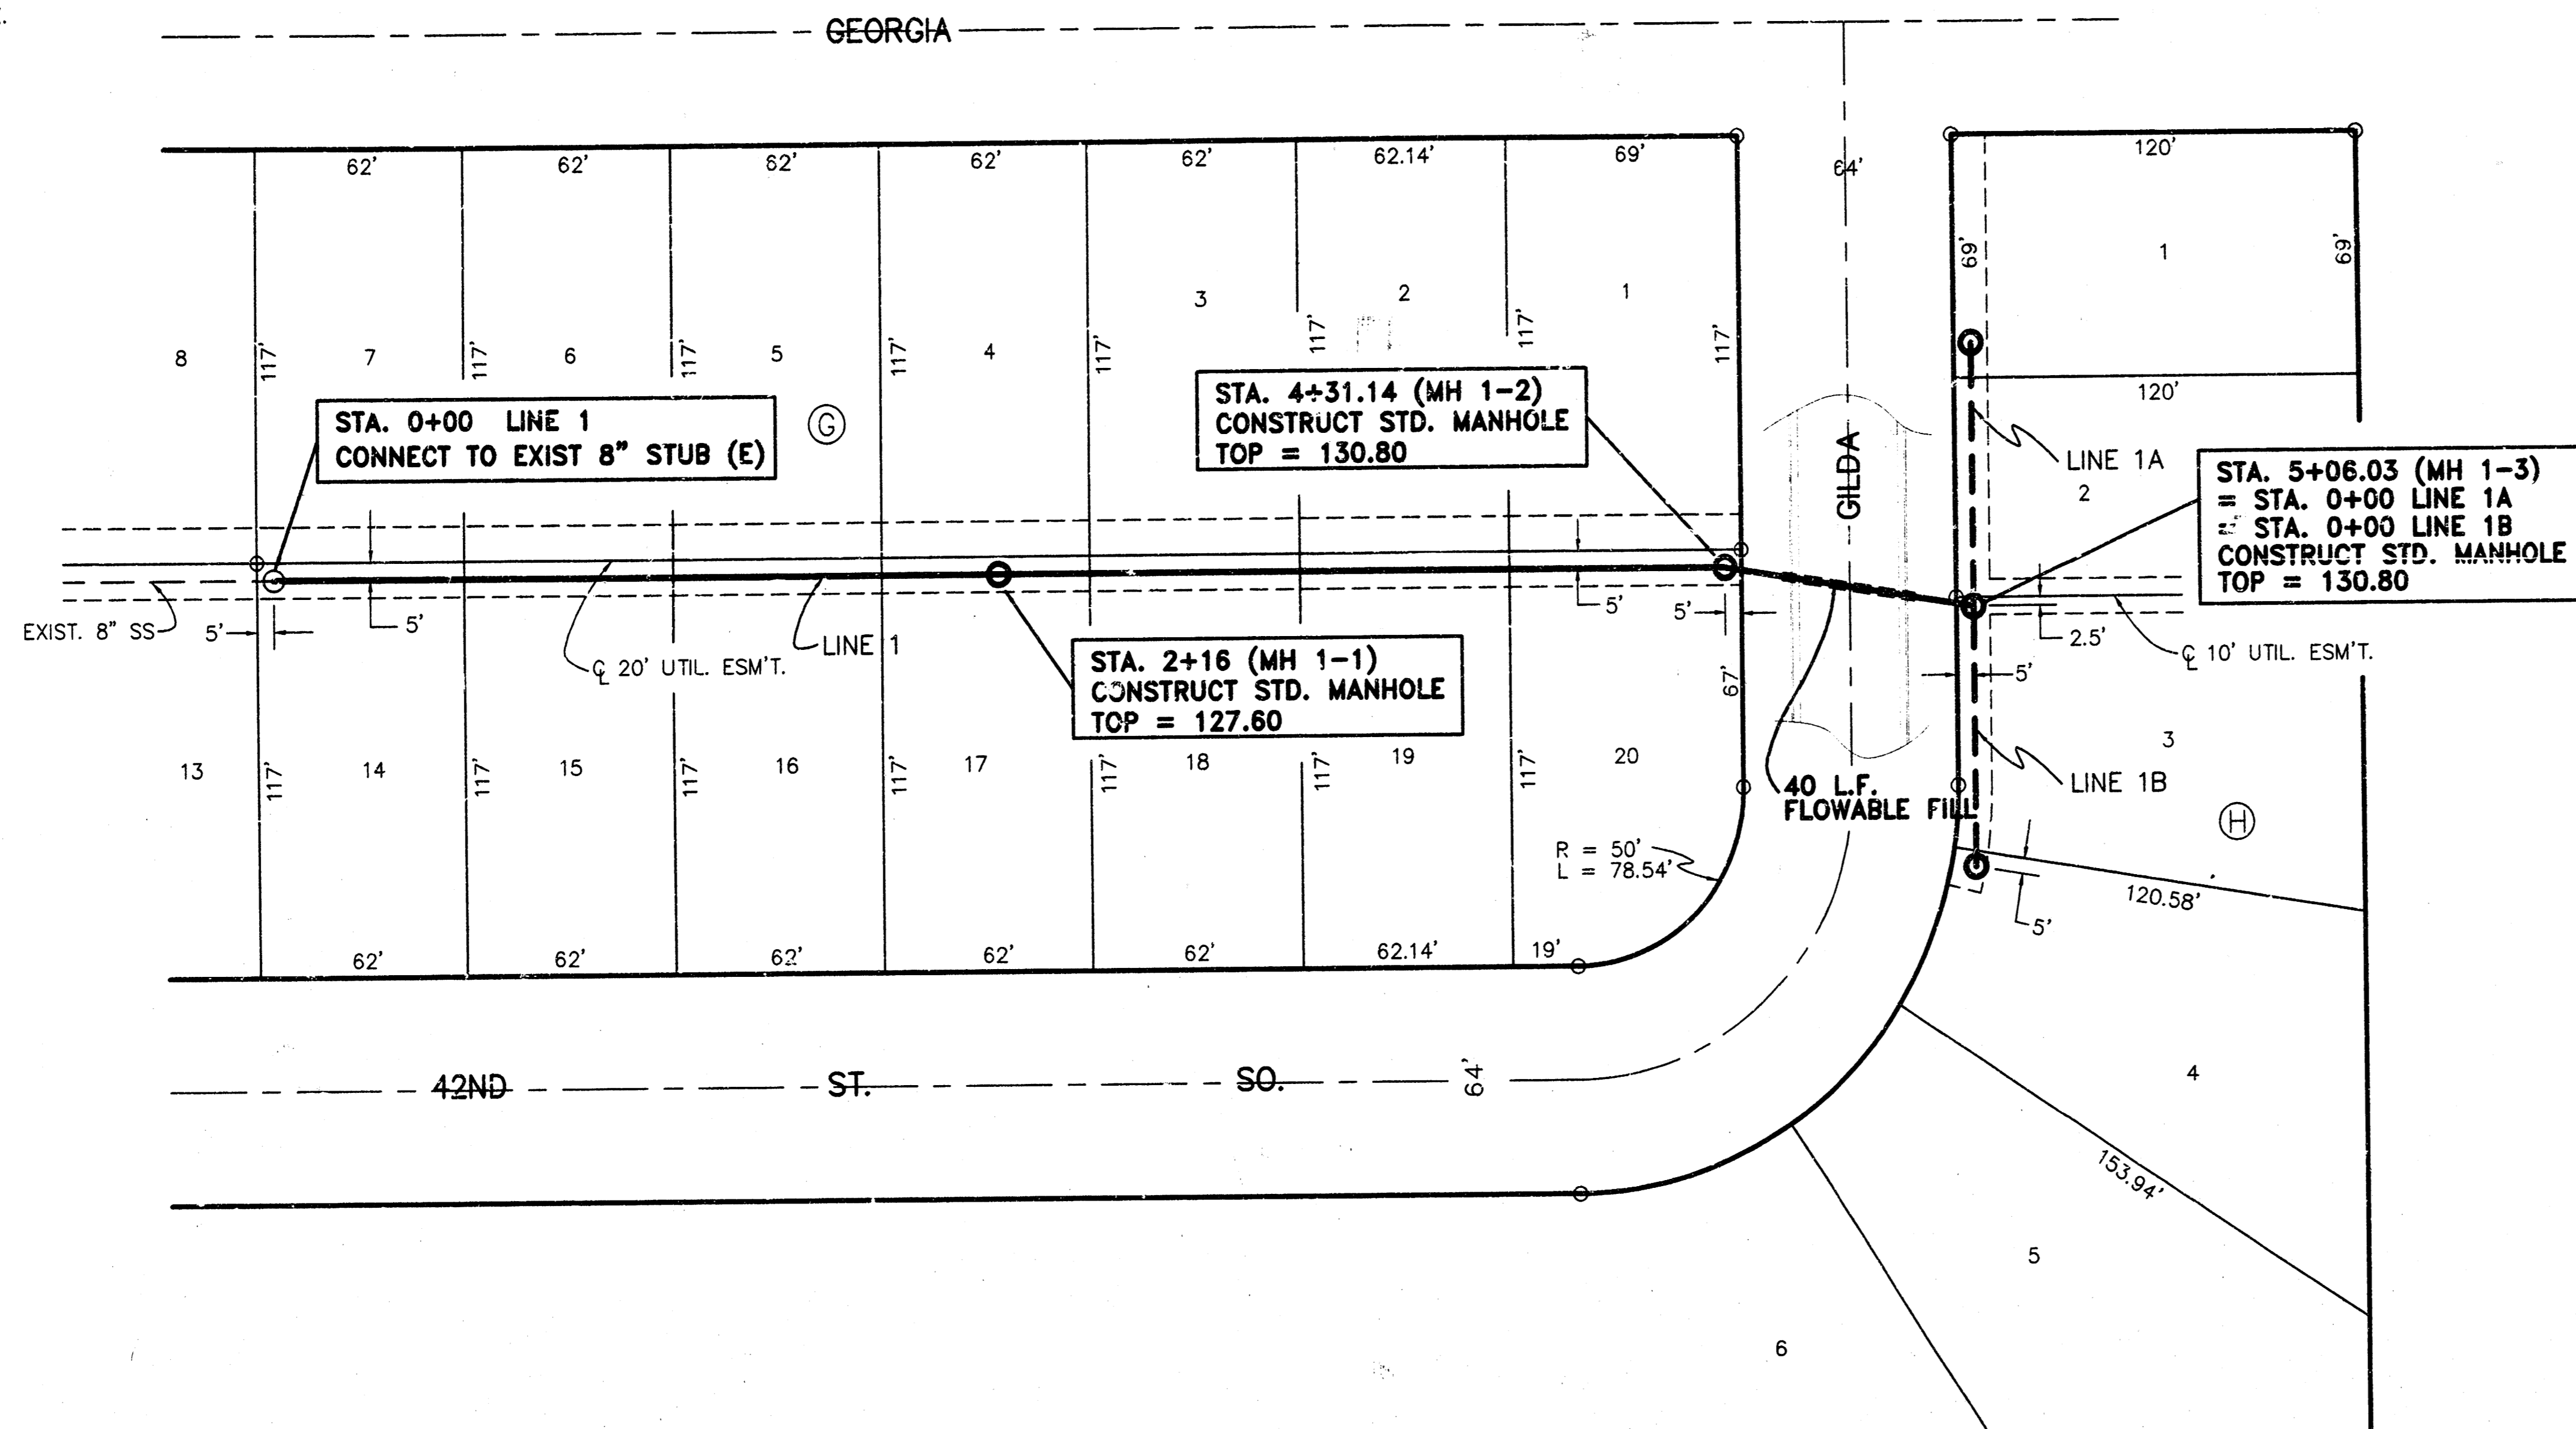 GEORGIA
62'
62'
62'
62'
62'
62.14'
69'
64'
120'
69'
69'
1
8
117'
7
117'
6
117'
5
117'
4
117'
3
117'
2
117'
1
117'
120'
STA. 0+00 LINE 1
CONNECT TO EXIST 8" STUB (E)
G
STA. 4+31.14 (MH 1-2)
CONSTRUCT STD. MANHOLE
TOP = 130.80
GILDA
LINE 1A
2
STA. 5+06.03 (MH 1-3)
= STA. 0+00 LINE 1A
= STA. 0+00 LINE 1B
CONSTRUCT STD. MANHOLE
TOP = 130.80
EXIST. 8" SS
5'
5'
℄ 20' UTIL. ESM'T.
LINE 1
STA. 2+16 (MH 1-1)
CONSTRUCT STD. MANHOLE
TOP = 127.60
5'
5'
67'
2.5'
5'
℄ 10' UTIL. ESM'T.
13
117'
14
117'
15
117'
16
117'
17
117'
18
117'
19
117'
20
40 L.F.
FLOWABLE FILL
3
LINE 1B
H
R = 50'
L = 78.54'
120.58'
5'
62'
62'
62'
62'
62'
62.14'
19'
42ND ST. SO.
64'
4
153.94'
5
6